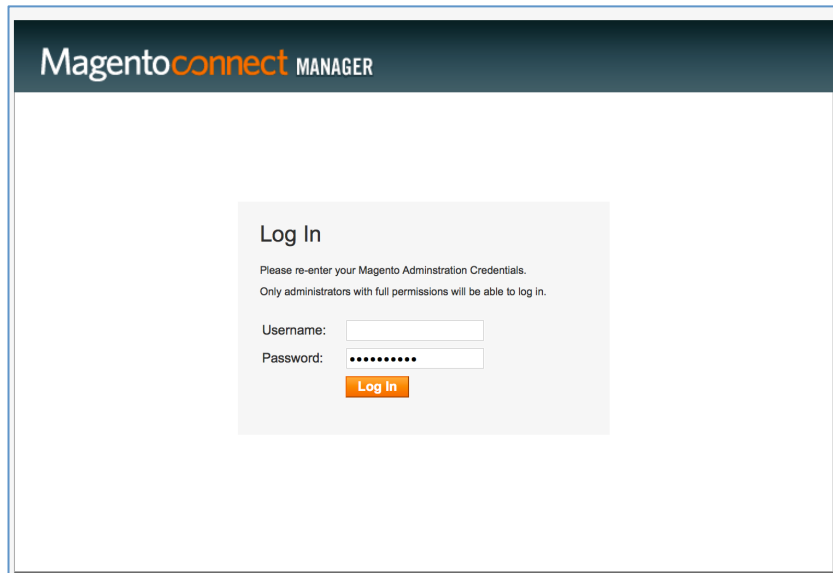 Magentoconnect MANAGER
Log In
Please re-enter your Magento Adminstration Credentials.
Only administrators with full permissions will be able to log in.
Username:
Password: ••••••••••
Log In